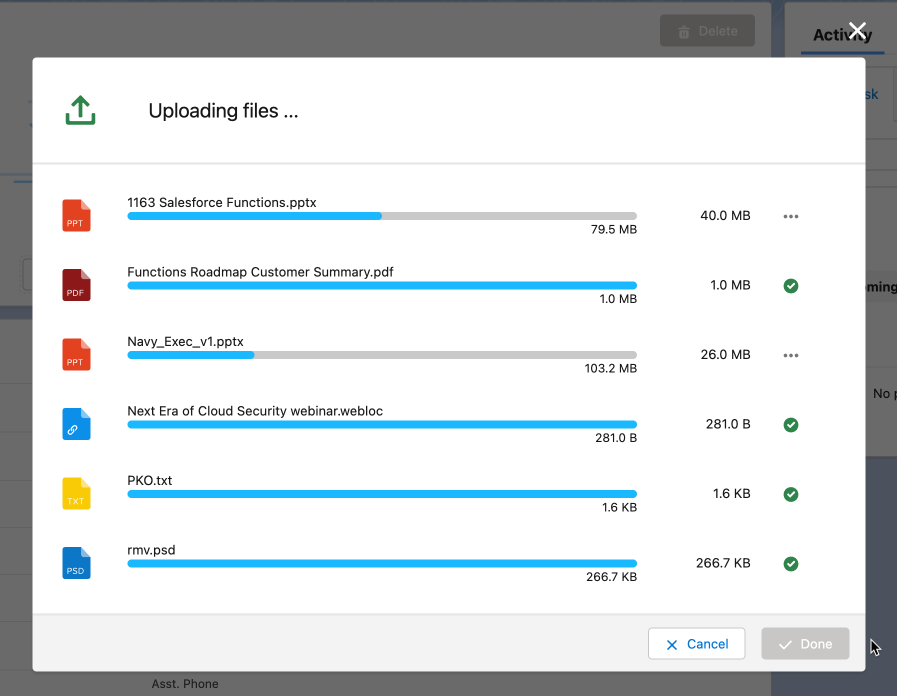 Delete
Activity
Uploading files ...
PPT
1163 Salesforce Functions.pptx
79.5 MB
40.0 MB
PDF
Functions Roadmap Customer Summary.pdf
1.0 MB
1.0 MB
PPT
Navy_Exec_v1.pptx
103.2 MB
26.0 MB
No
Next Era of Cloud Security webinar.webloc
281.0 B
281.0 B
TXT
PKO.txt
1.6 KB
1.6 KB
PSD
rmv.psd
266.7 KB
266.7 KB
Cancel
Done
Asst. Phone